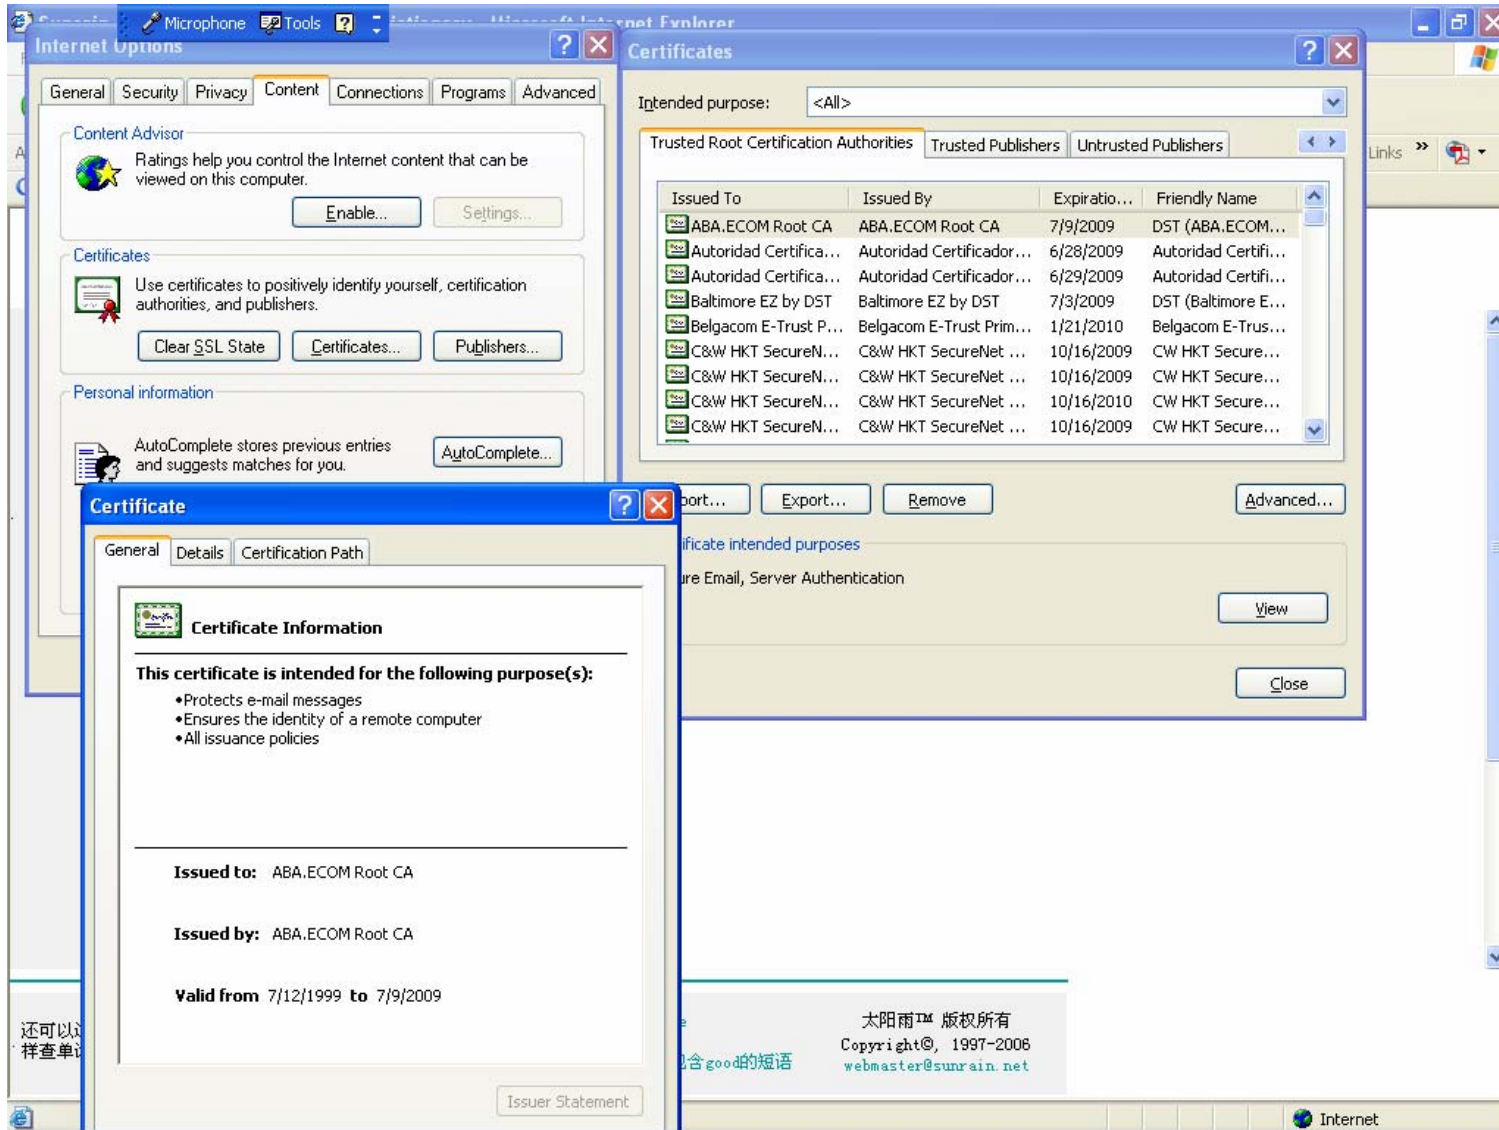 Microphone Tools
net Explorer
Internet Options
General Security Privacy Content Connections Programs Advanced
Content Advisor
Ratings help you control the Internet content that can be
viewed on this computer.
Enable... Settings...
Certificates
Use certificates to positively identify yourself, certification
authorities, and publishers.
Clear SSL State Certificates... Publishers...
Personal information
AutoComplete stores previous entries
and suggests matches for you.
AutoComplete...
Certificates
Intended purpose: <All>
Trusted Root Certification Authorities Trusted Publishers Untrusted Publishers
Issued To Issued By Expiratio... Friendly Name
ABA.ECOM Root CA ABA.ECOM Root CA 7/9/2009 DST (ABA.ECOM...
Autoridad Certifica... Autoridad Certificador... 6/28/2009 Autoridad Certifi...
Autoridad Certifica... Autoridad Certificador... 6/29/2009 Autoridad Certifi...
Baltimore EZ by DST Baltimore EZ by DST 7/3/2009 DST (Baltimore E...
Belgacom E-Trust P... Belgacom E-Trust Prim... 1/21/2010 Belgacom E-Trus...
C&W HKT SecureN... C&W HKT SecureNet ... 10/16/2009 CW HKT Secure...
C&W HKT SecureN... C&W HKT SecureNet ... 10/16/2009 CW HKT Secure...
C&W HKT SecureN... C&W HKT SecureNet ... 10/16/2010 CW HKT Secure...
C&W HKT SecureN... C&W HKT SecureNet ... 10/16/2009 CW HKT Secure...
port... Export... Remove Advanced...
ificate intended purposes
ure Email, Server Authentication
View
Close
Links »
Certificate
General Details Certification Path
Certificate Information
This certificate is intended for the following purpose(s):
•Protects e-mail messages
•Ensures the identity of a remote computer
•All issuance policies
Issued to: ABA.ECOM Root CA
Issued by: ABA.ECOM Root CA
Valid from 7/12/1999 to 7/9/2009
Issuer Statement
还可以
样查单
含good的短语
太阳雨™ 版权所有
Copyright©, 1997-2006
webmaster@sunrain.net
Internet